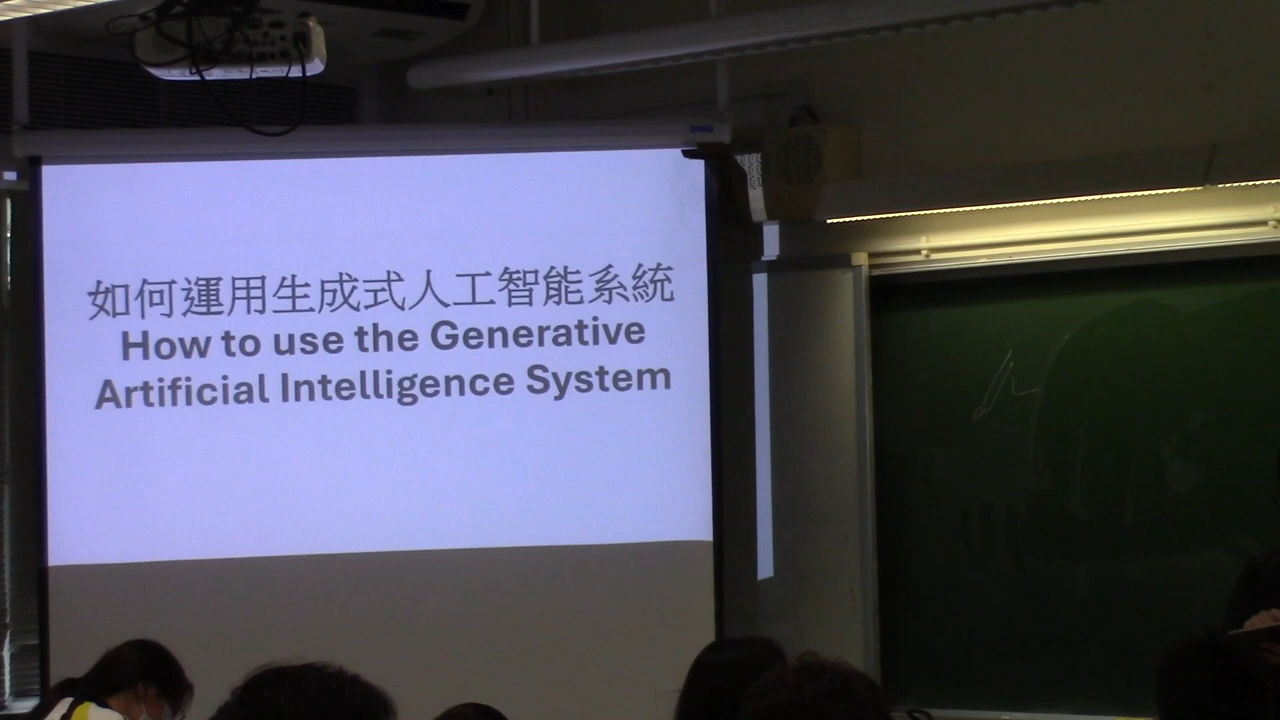 如何運用生成式人工智能系統
How to use the Generative
Artificial Intelligence System